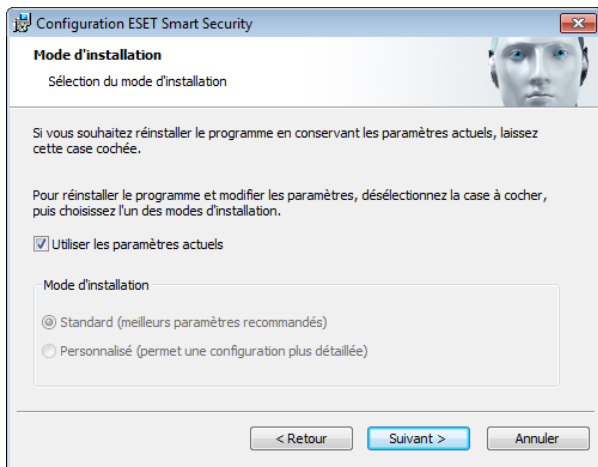 Configuration ESET Smart Security
Mode d'installation
Sélection du mode d'installation
Si vous souhaitez réinstaller le programme en conservant les paramètres actuels, laissez
cette case cochée.
Pour réinstaller le programme et modifier les paramètres, désélectionnez la case à cocher,
puis choisissez l'un des modes d'installation.
Utiliser les paramètres actuels
Mode d'installation
Standard (meilleurs paramètres recommandés)
Personnalisé (permet une configuration plus détaillée)
< Retour
Suivant >
Annuler